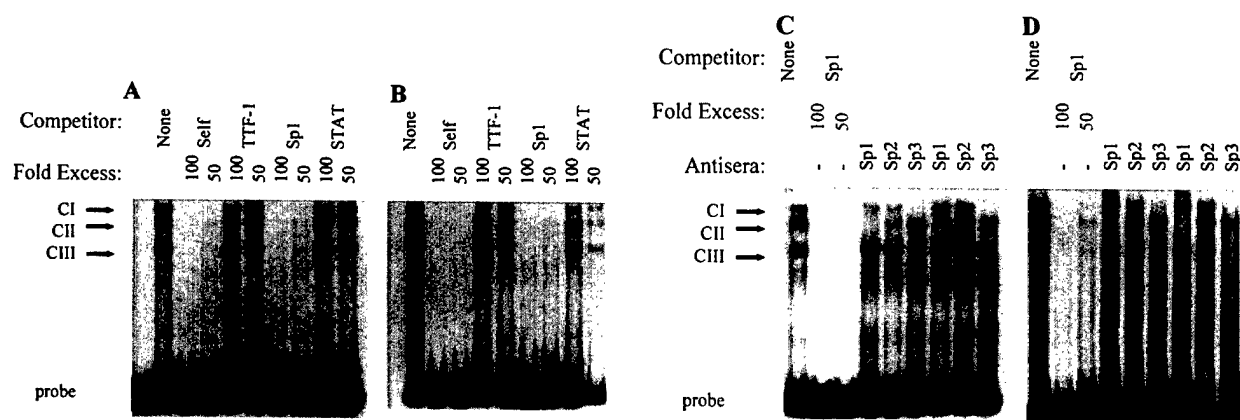 A
Competitor: None Self TTF-1 Sp1 STAT
Fold Excess: 100 50 100 50 100 50 100 50
CI
CII
CIII
probe
B
None Self TTF-1 Sp1 STAT
100 50 100 50 100 50 100 50
C
Competitor: None Sp1
Fold Excess: 100 50
Antisera: - - Sp1 Sp2 Sp3 Sp1 Sp2 Sp3
CI
CII
CIII
probe
D
None Sp1
100 50
- - Sp1 Sp2 Sp3 Sp1 Sp2 Sp3